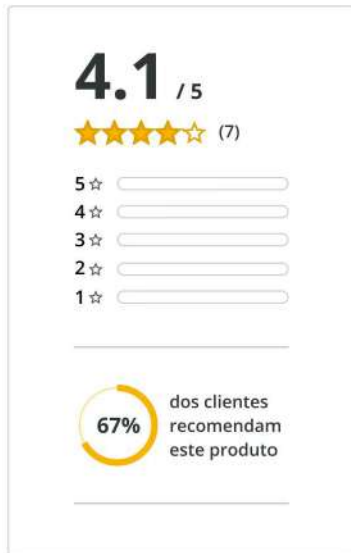 4.1 / 5
(7)
5
4
3
2
1
67%
dos clientes
recomendam
este produto